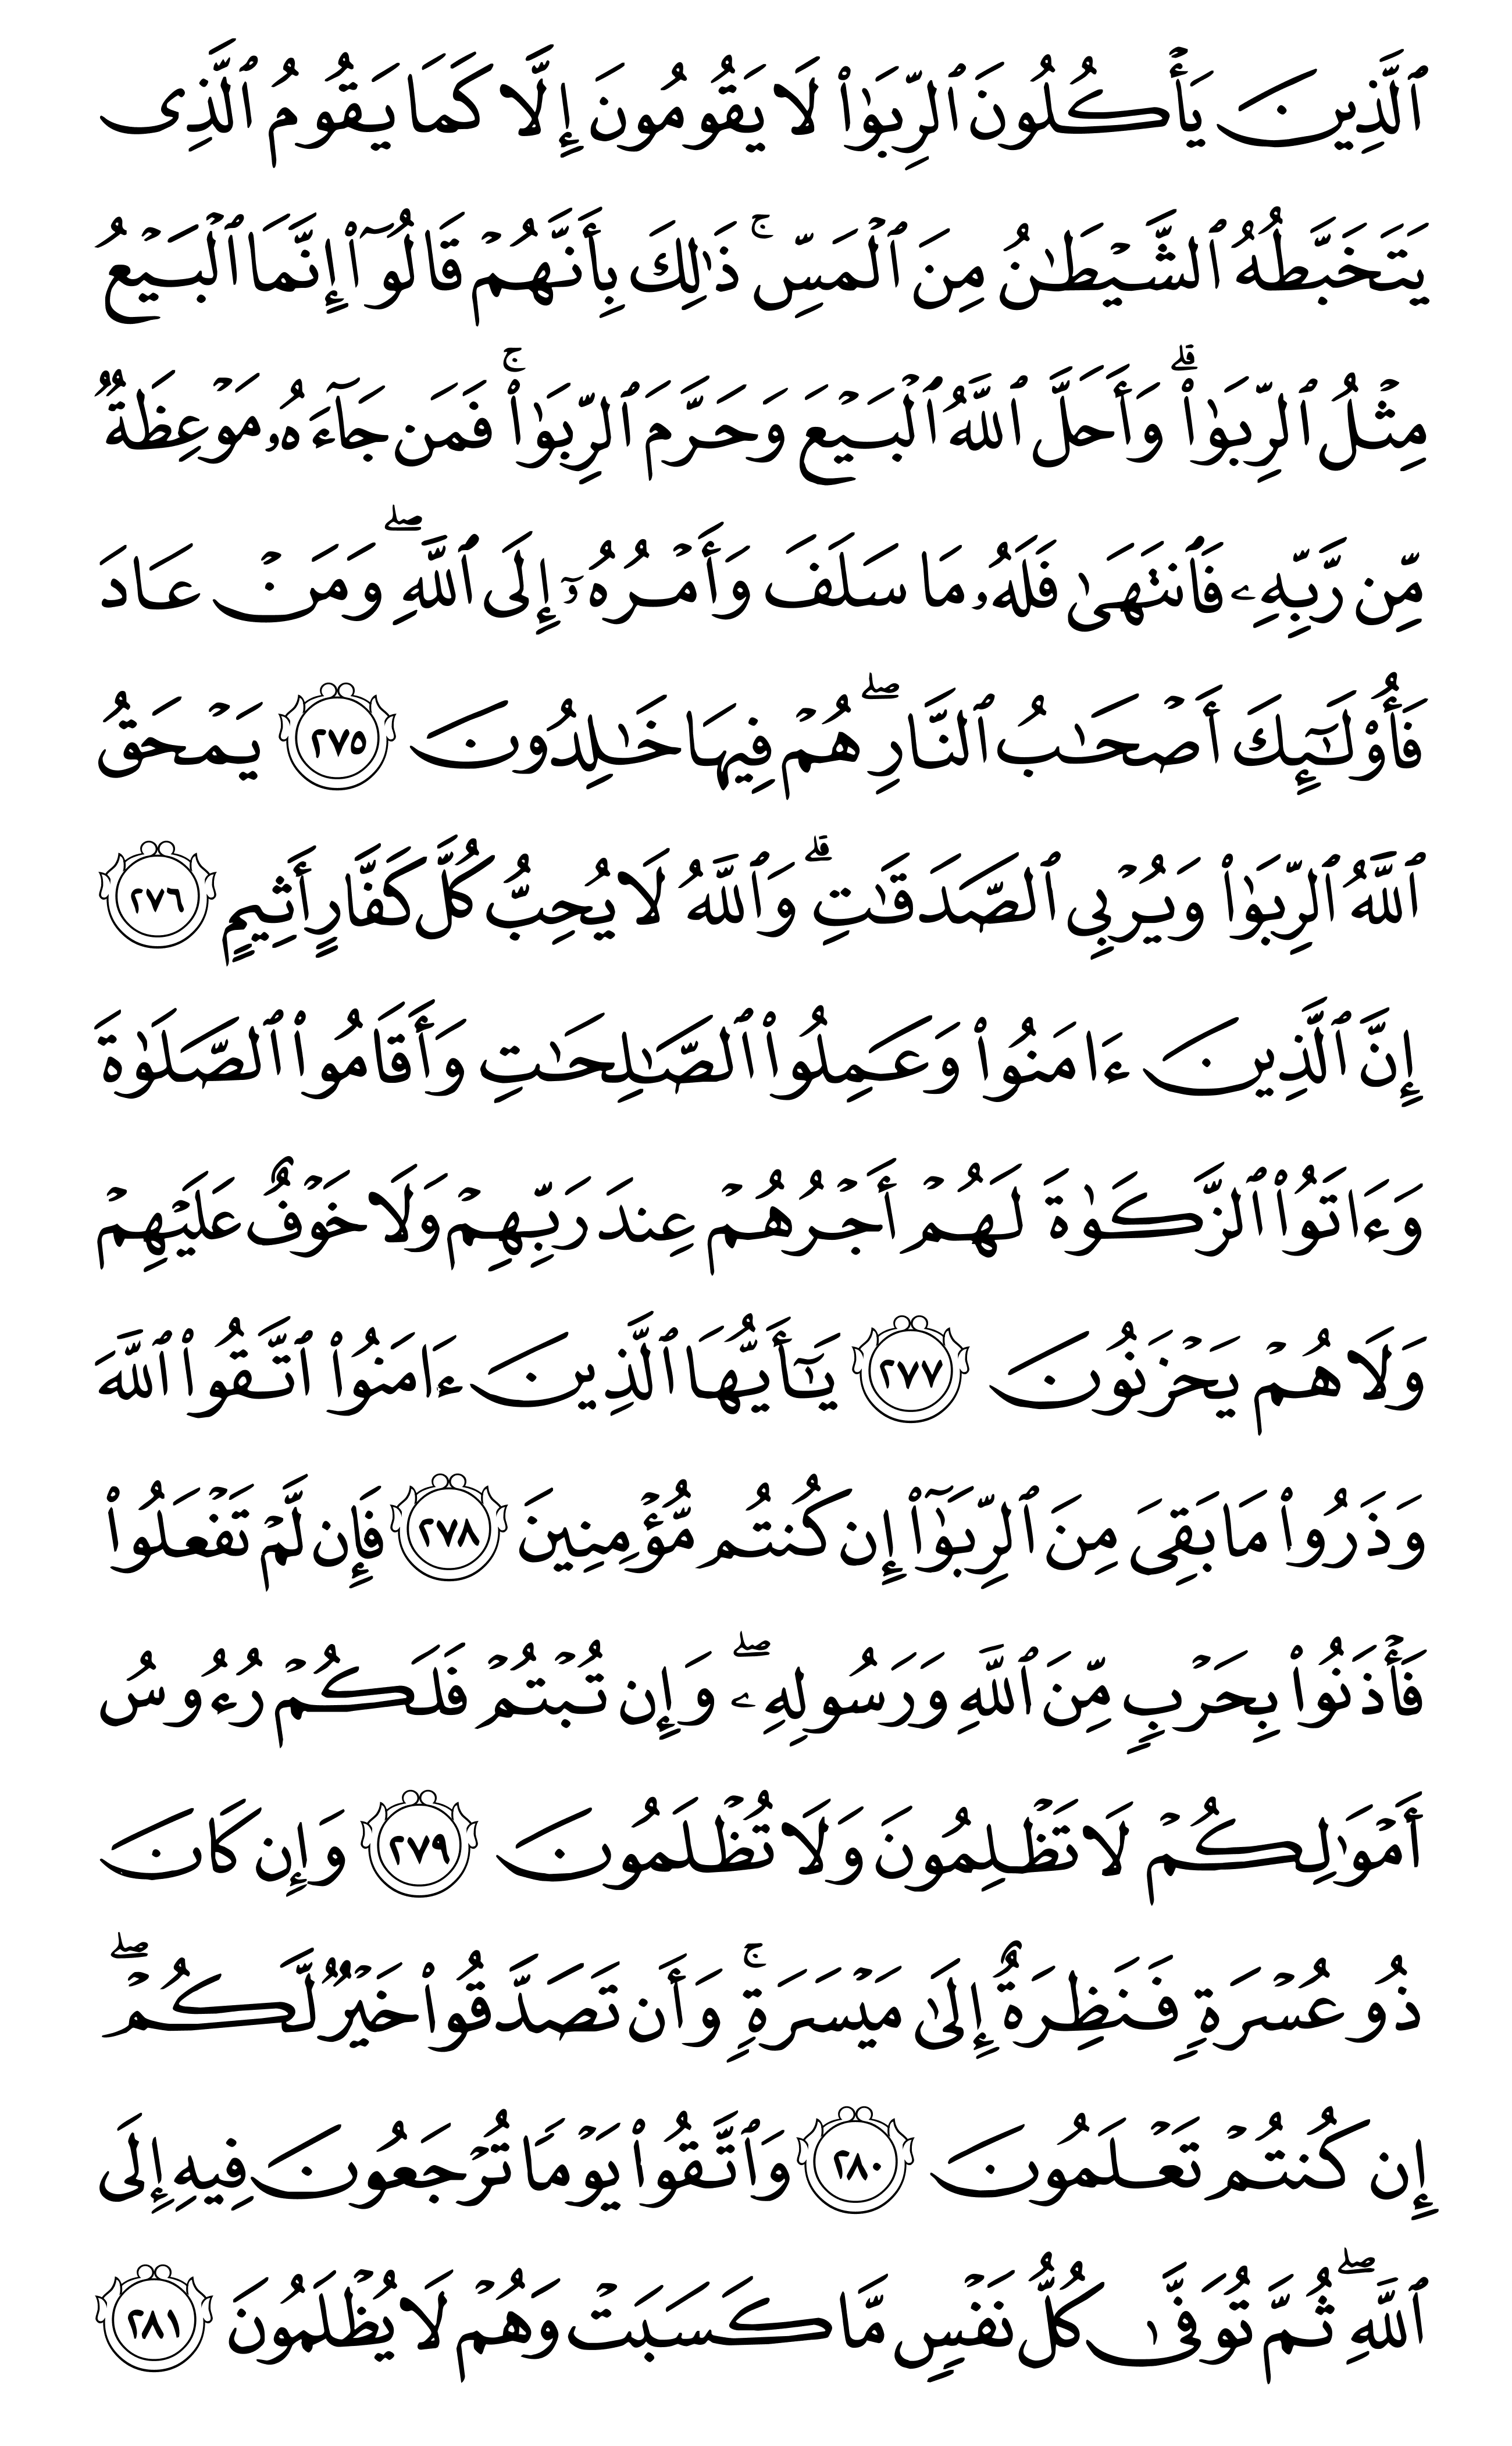 ٱلَّذِينَ يَأۡكُلُونَ ٱلرِّبَوٰاْ لَا يَقُومُونَ إِلَّا كَمَا يَقُومُ ٱلَّذِى
يَتَخَبَّطُهُ ٱلشَّيۡطَـٰنُ مِنَ ٱلۡمَسِّۚ ذَٰلِكَ بِأَنَّهُمۡ قَالُوٓاْ إِنَّمَا ٱلۡبَيۡعُ
مِثۡلُ ٱلرِّبَوٰاْۗ وَأَحَلَّ ٱللَّهُ ٱلۡبَيۡعَ وَحَرَّمَ ٱلرِّبَوٰاْۚ فَمَن جَآءَهُۥ مَوۡعِظَةٌ
مِّن رَّبِّهِۦ فَٱنتَهَىٰ فَلَهُۥ مَا سَلَفَ وَأَمۡرُهُۥٓ إِلَى ٱللَّهِۖ وَمَنۡ عَادَ
فَأُوْلَـٰٓئِكَ أَصۡحَـٰبُ ٱلنَّارِۖ هُمۡ فِيهَا خَـٰلِدُونَ ٢٧٥ يَمۡحَقُ
ٱللَّهُ ٱلرِّبَوٰاْ وَيُرۡبِى ٱلصَّدَقَـٰتِۗ وَٱللَّهُ لَا يُحِبُّ كُلَّ كَفَّارٍ أَثِيمٍ ٢٧٦
إِنَّ ٱلَّذِينَ ءَامَنُواْ وَعَمِلُواْ ٱلصَّـٰلِحَـٰتِ وَأَقَامُواْ ٱلصَّلَوٰةَ
وَءَاتَوُاْ ٱلزَّكَوٰةَ لَهُمۡ أَجۡرُهُمۡ عِندَ رَبِّهِمۡ وَلَا خَوۡفٌ عَلَيۡهِمۡ
وَلَا هُمۡ يَحۡزَنُونَ ٢٧٧ يَـٰٓأَيُّهَا ٱلَّذِينَ ءَامَنُواْ ٱتَّقُواْ ٱللَّهَ
وَذَرُواْ مَا بَقِىَ مِنَ ٱلرِّبَوٰٓاْ إِن كُنتُم مُّؤۡمِنِينَ ٢٧٨ فَإِن لَّمۡ تَفۡعَلُواْ
فَأۡذَنُواْ بِحَرۡبٍ مِّنَ ٱللَّهِ وَرَسُولِهِۦۖ وَإِن تُبۡتُمۡ فَلَكُمۡ رُءُوسُ
أَمۡوَٰلِكُمۡ لَا تَظۡلِمُونَ وَلَا تُظۡلَمُونَ ٢٧٩ وَإِن كَانَ
ذُو عُسۡرَةٍ فَنَظِرَةٌ إِلَىٰ مَيۡسَرَةٍۚ وَأَن تَصَدَّقُواْ خَيۡرٌ لَّكُمۡۖ
إِن كُنتُمۡ تَعۡلَمُونَ ٢٨٠ وَٱتَّقُواْ يَوۡمًا تُرۡجَعُونَ فِيهِ إِلَى
ٱللَّهِۖ ثُمَّ تُوَفَّىٰ كُلُّ نَفۡسٍ مَّا كَسَبَتۡ وَهُمۡ لَا يُظۡلَمُونَ ٢٨١